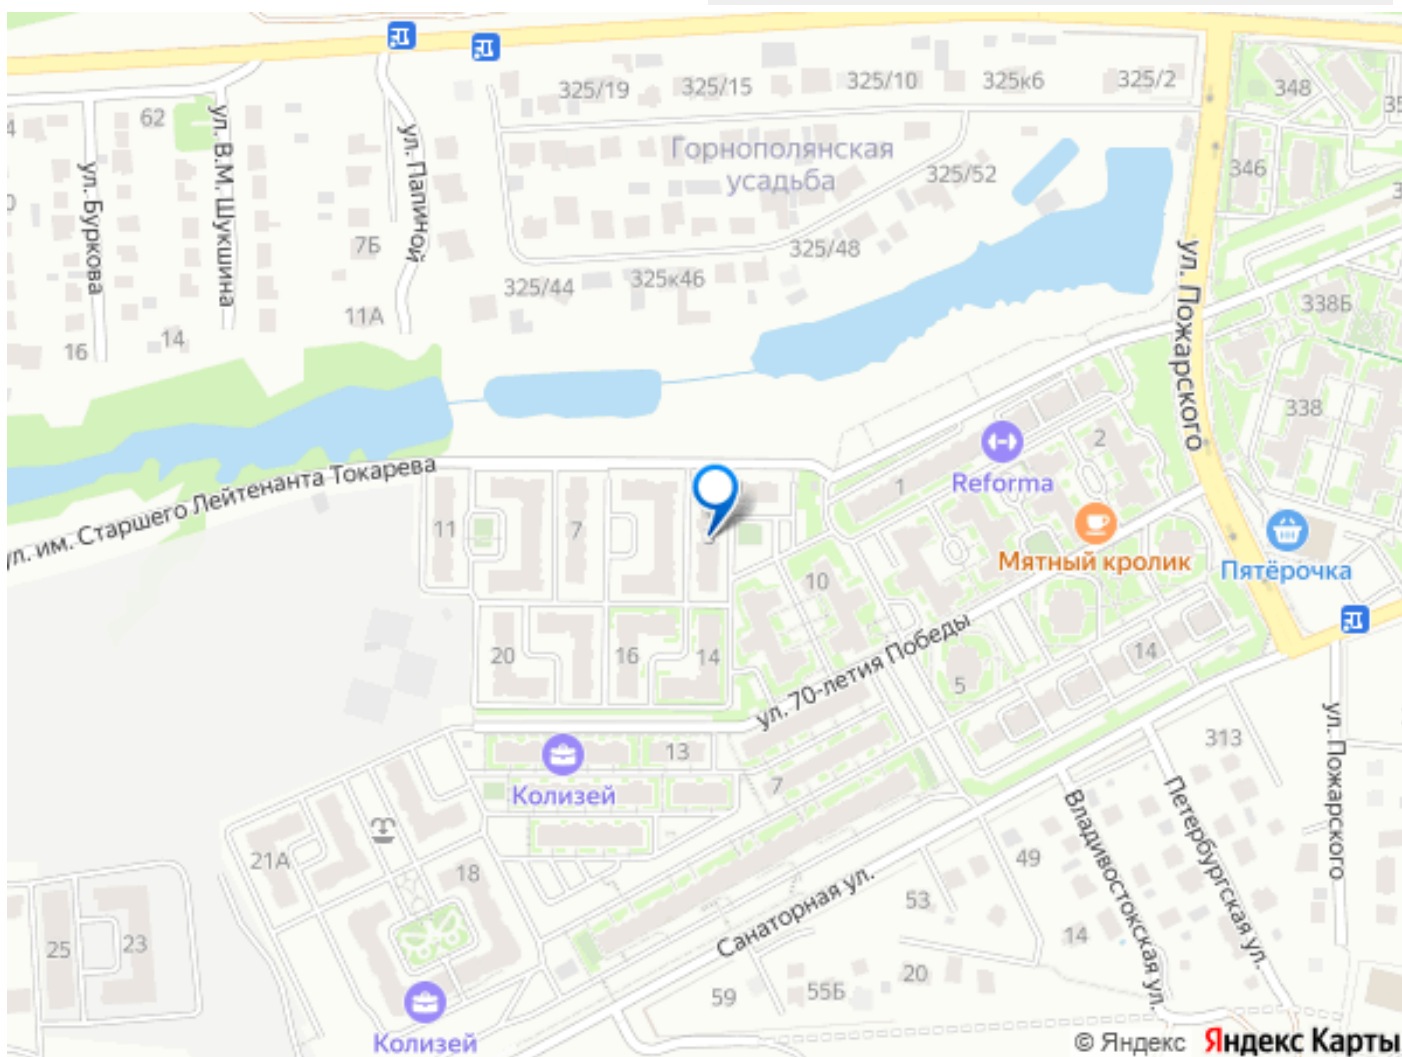 325/19
325/15
325/10
325к6
325/2
348
62
ул. В.М. Шукшина
ул. Папиной
ул. Буркова
Горнополянская
усадьба
325/52
346
7Б
325/48
325/44
325к46
ул. Пожарского
338Б
11А
14
16
338
2
Reforma
1
ул. им. Старшего Лейтенанта Токарева
11
7
Мятный кролик
Пятёрочка
10
20
16
14
ул. 70-летия Победы
5
14
13
7
313
ул. Пожарского
Колизей
Владивостокская ул.
Петербургская ул.
21А
18
49
53
Санаторная ул.
25
23
14
20
59
55Б
Колизей
© Яндекс Яндекс Карты